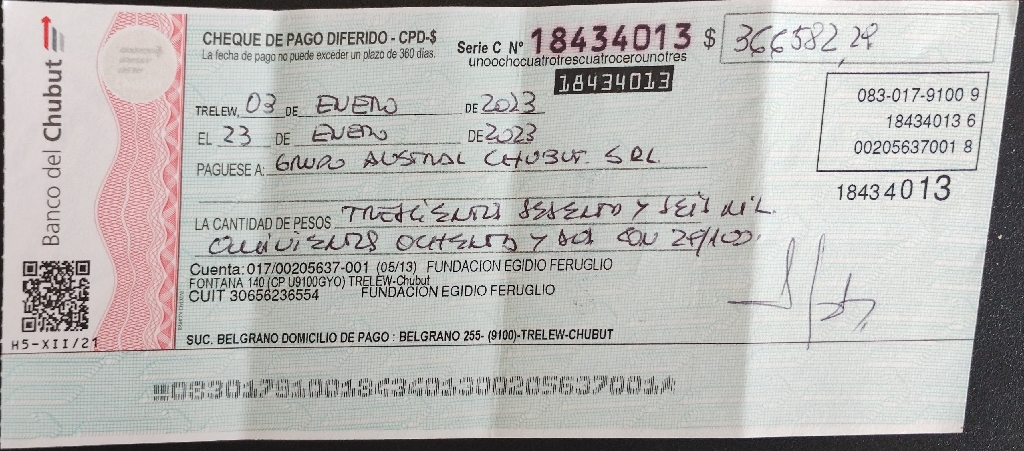 Banco del Chubut
H5-XII/21
CHEQUE DE PAGO DIFERIDO - CPD-$
La fecha de pago no puede exceder un plazo de 360 días.
Serie C N° 18434013 $ 366582,29
unoochocuatrotrescuatrocerounotres
18434013
TRELEW, 03 DE ENERO DE 2023
EL 23 DE ENERO DE 2023
PAGUESE A: GRUPO AUSTRAL CHUBUT SRL
083-017-9100 9
18434013 6
00205637001 8
18434013
LA CANTIDAD DE PESOS TRESCIENTOS SESENTA Y SEIS MIL
QUINIENTOS OCHENTA Y DOS CON 29/100.
Cuenta: 017/00205637-001 (05/13) FUNDACION EGIDIO FERUGLIO
FONTANA 140 (CP U9100GYO) TRELEW-Chubut
CUIT 30656236554 FUNDACION EGIDIO FERUGLIO
SUC. BELGRANO DOMICILIO DE PAGO : BELGRANO 255- (9100)-TRELEW-CHUBUT